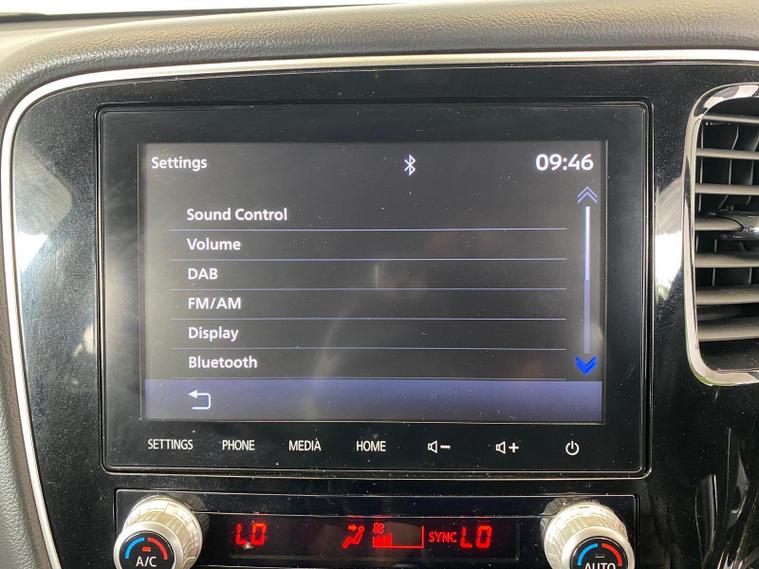 Settings 09:46
Sound Control
Volume
DAB
FM/AM
Display
Bluetooth
SETTINGS PHONE MEDIA HOME - +
LO SYNC LO
A/C AUTO